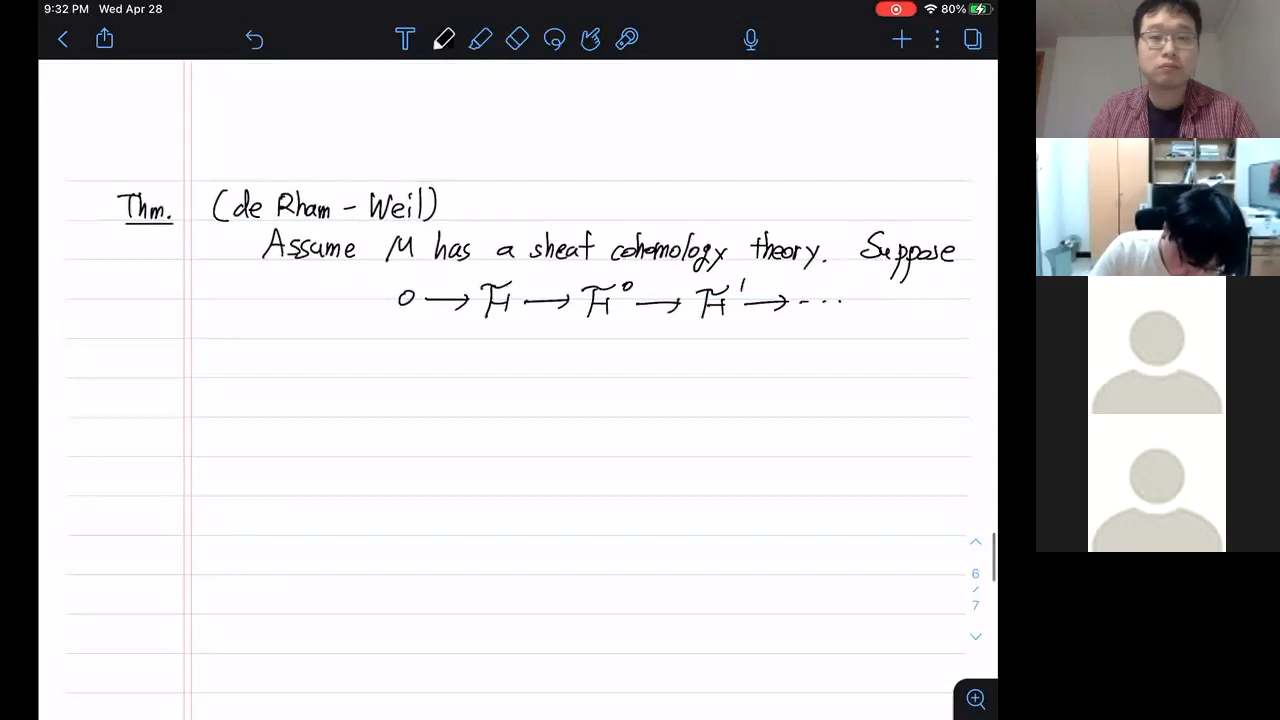 9:32 PM Wed Apr 28
80%
T
Thm. (de Rham - Weil)
Assume M has a sheaf cohomology theory. Suppose
0 → F → F⁰ → F¹ → ...
6
7